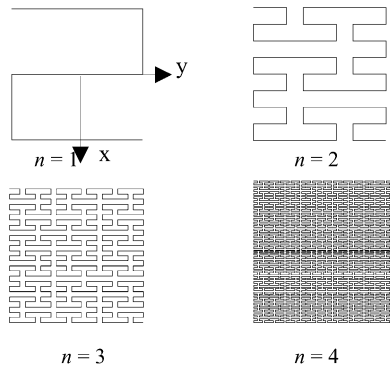 y
x
n = 1
n = 2
n = 3
n = 4